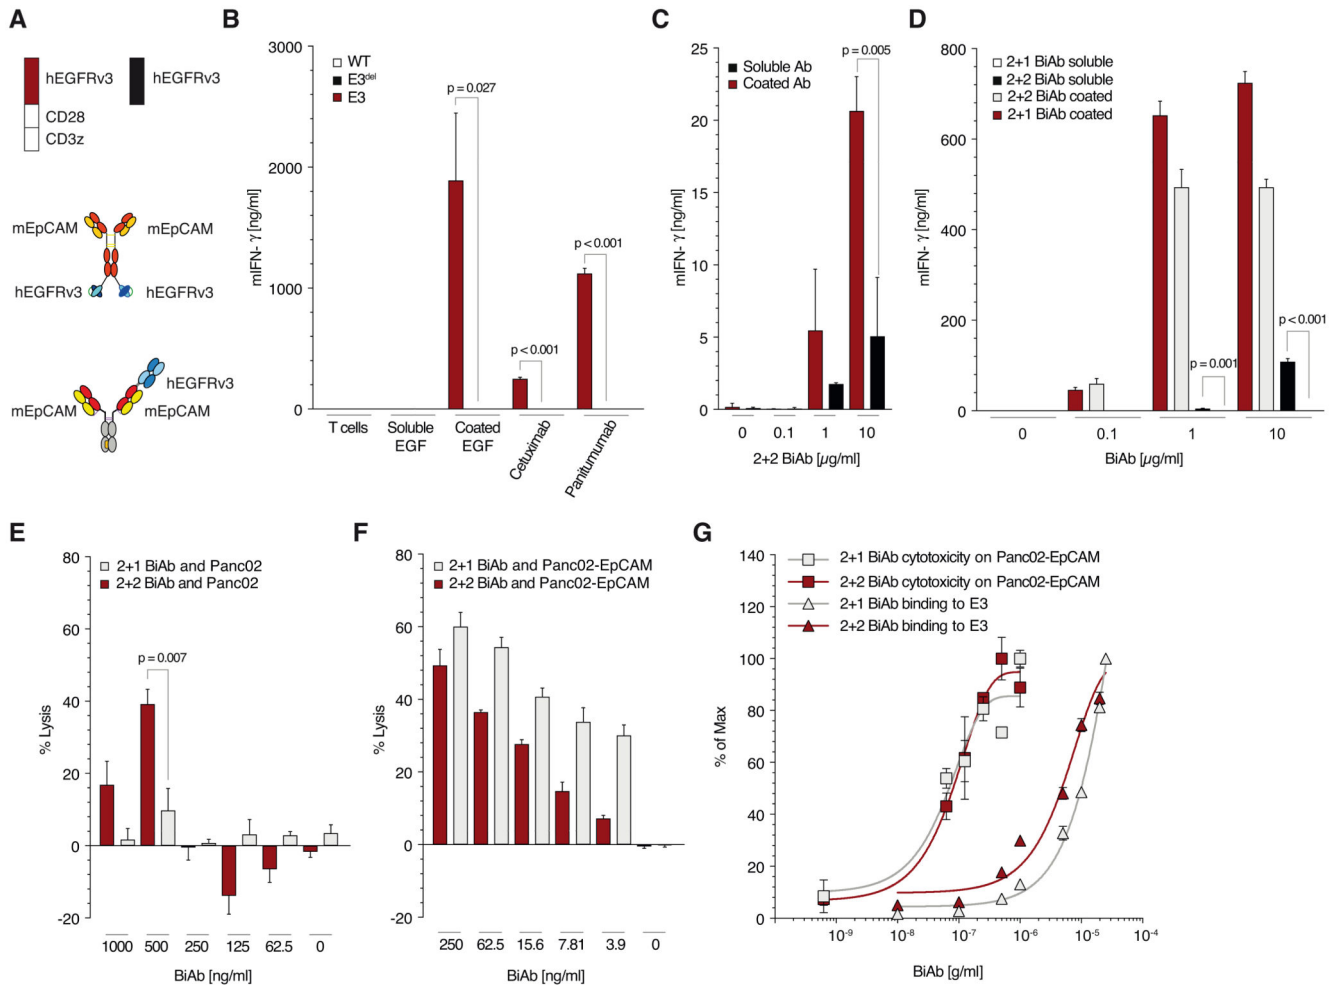 A
hEGFRv3
hEGFRv3
CD28
CD3z
mEpCAM
mEpCAM
hEGFRv3
hEGFRv3
hEGFRv3
mEpCAM
mEpCAM
B
WT
E3del
E3
p = 0.027
p < 0.001
p < 0.001
mIFN- γ [ng/ml]
3000
2000
1000
0
T cells
Soluble EGF
Coated EGF
Cetuximab
Panitumumab
C
Soluble Ab
Coated Ab
p = 0.005
mIFN- γ [ng/ml]
25
20
15
10
5
0
0 0.1 1 10
2+2 BiAb [µg/ml]
D
2+1 BiAb soluble
2+2 BiAb soluble
2+2 BiAb coated
2+1 BiAb coated
p < 0.001
p = 0.001
mIFN- γ [ng/ml]
800
600
400
200
0
0 0.1 1 10
BiAb [µg/ml]
E
2+1 BiAb and Panc02
2+2 BiAb and Panc02
p = 0.007
% Lysis
80
60
40
20
0
-20
1000 500 250 125 62.5 0
BiAb [ng/ml]
F
2+1 BiAb and Panc02-EpCAM
2+2 BiAb and Panc02-EpCAM
% Lysis
80
60
40
20
0
-20
250 62.5 15.6 7.81 3.9 0
BiAb [ng/ml]
G
2+1 BiAb cytotoxicity on Panc02-EpCAM
2+2 BiAb cytotoxicity on Panc02-EpCAM
2+1 BiAb binding to E3
2+2 BiAb binding to E3
% of Max
140
120
100
80
60
40
20
0
10-9 10-8 10-7 10-6 10-5 10-4
BiAb [g/ml]